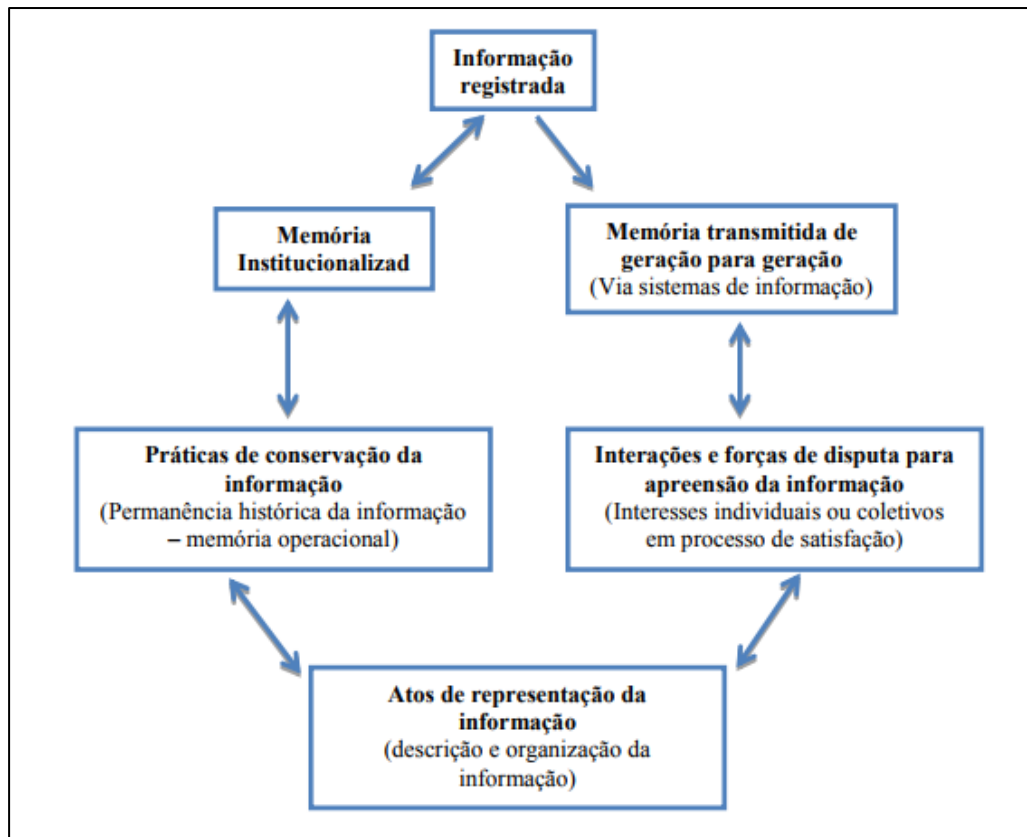 Informação
registrada
Memória
Institucionalizad
Memória transmitida de
geração para geração
(Via sistemas de informação)
Práticas de conservação da
informação
(Permanência histórica da informação
– memória operacional)
Interações e forças de disputa para
apreensão da informação
(Interesses individuais ou coletivos
em processo de satisfação)
Atos de representação da
informação
(descrição e organização da
informação)